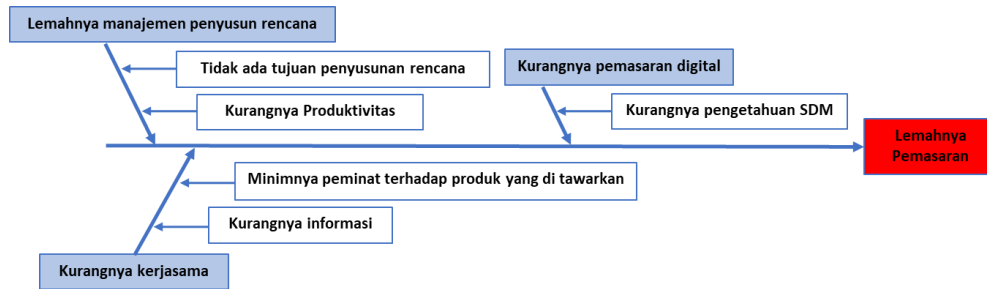 Lemahnya manajemen penyusun rencana
Tidak ada tujuan penyusunan rencana
Kurangnya Produktivitas
Kurangnya pemasaran digital
Kurangnya pengetahuan SDM
Lemahnya
Pemasaran
Minimnya peminat terhadap produk yang di tawarkan
Kurangnya informasi
Kurangnya kerjasama